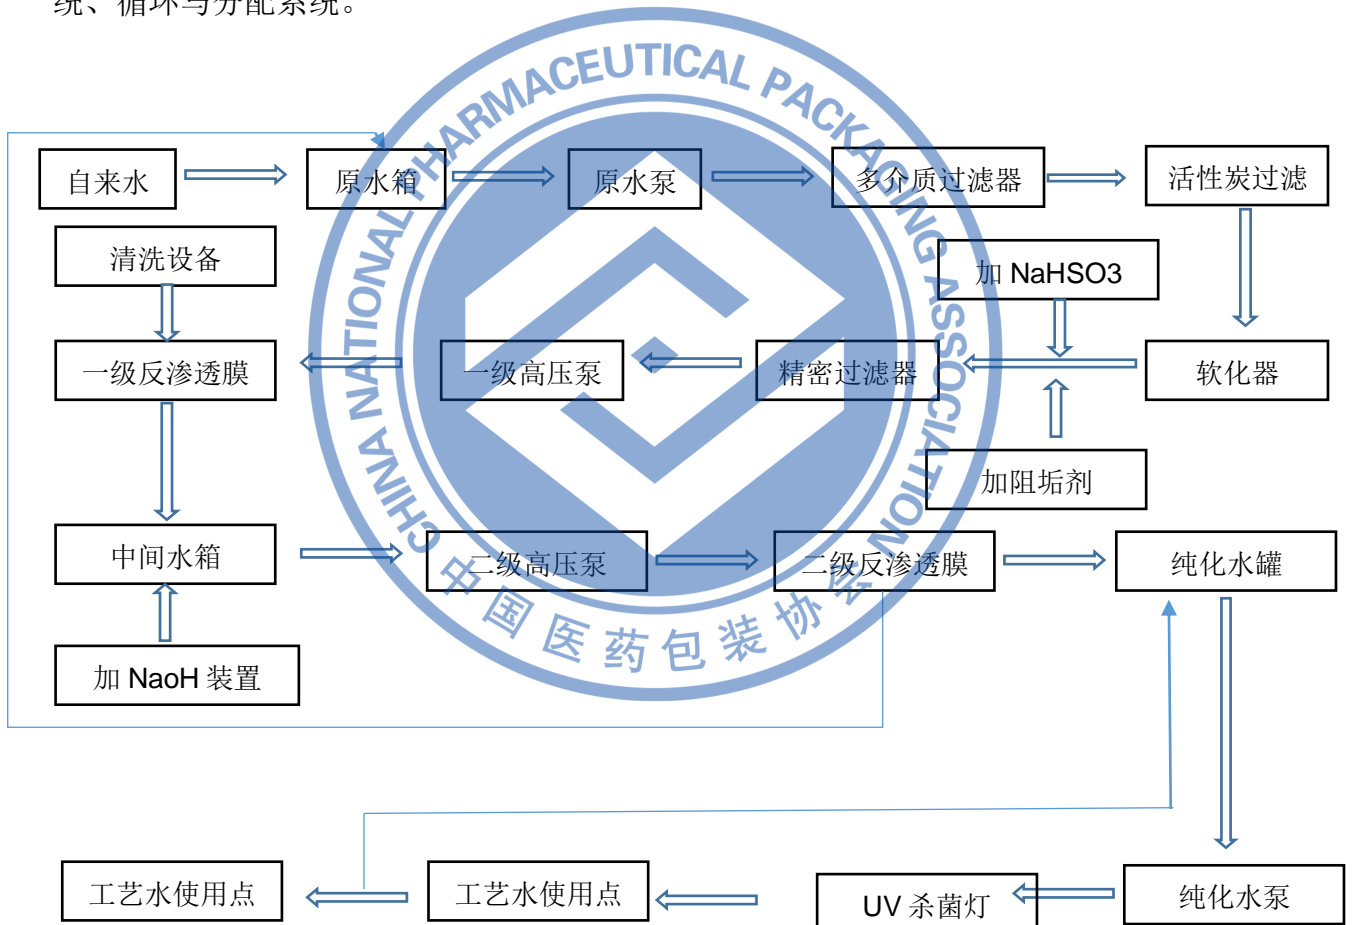 统、循环与分配系统。
CHINA NATIONAL PHARMACEUTICAL PACKAGING ASSOCIATION
自来水
原水箱
原水泵
多介质过滤器
活性炭过滤
清洗设备
加 NaHSO3
一级反渗透膜
一级高压泵
精密过滤器
软化器
加阻垢剂
中间水箱
二级高压泵
二级反渗透膜
纯化水罐
中国医药包装协会
加 NaoH 装置
工艺水使用点
工艺水使用点
UV 杀菌灯
纯化水泵